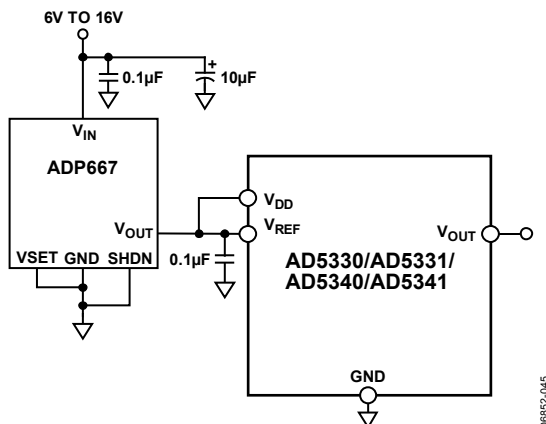 6V TO 16V
0.1µF
10µF
+
VIN
ADP667
VOUT
VSET GND SHDN
0.1µF
VDD
VREF
VOUT
AD5330/AD5331/
AD5340/AD5341
GND
06852-045